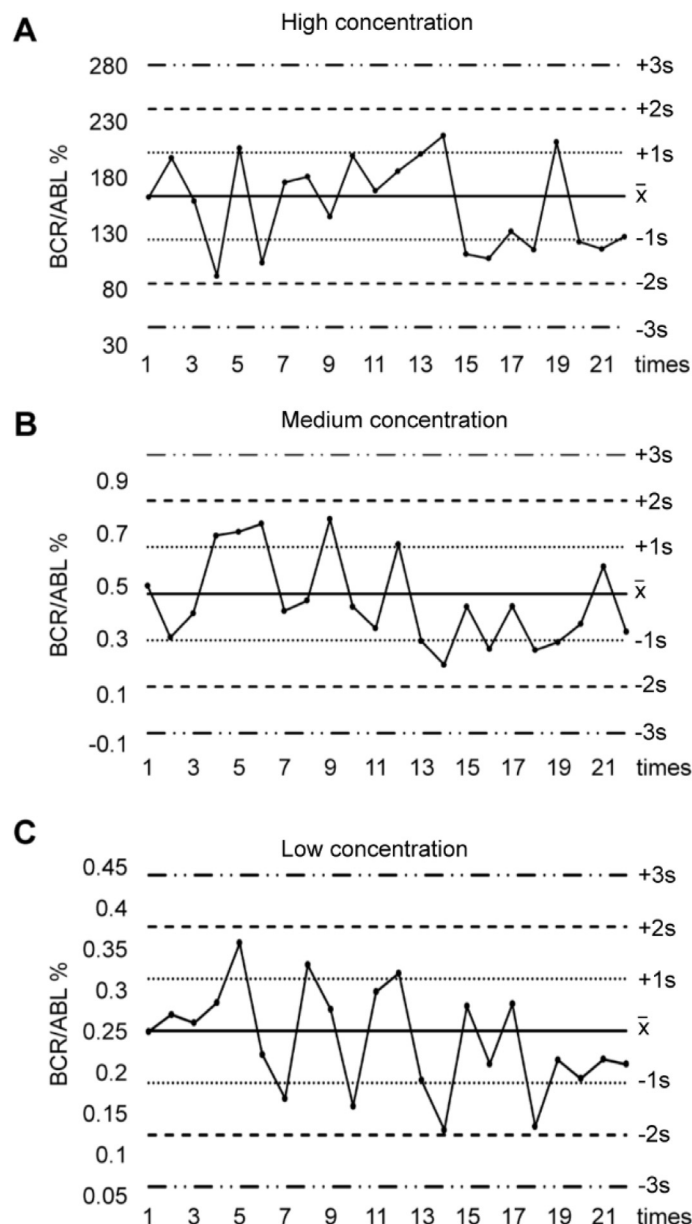 A
High concentration
BCR/ABL %
280
230
180
130
80
30
+3s
+2s
+1s
x̄
-1s
-2s
-3s
1 3 5 7 9 11 13 15 17 19 21 times
B
Medium concentration
BCR/ABL %
0.9
0.7
0.5
0.3
0.1
-0.1
+3s
+2s
+1s
x̄
-1s
-2s
-3s
1 3 5 7 9 11 13 15 17 19 21 times
C
Low concentration
BCR/ABL %
0.45
0.4
0.35
0.3
0.25
0.2
0.15
0.1
0.05
+3s
+2s
+1s
x̄
-1s
-2s
-3s
1 3 5 7 9 11 13 15 17 19 21 times